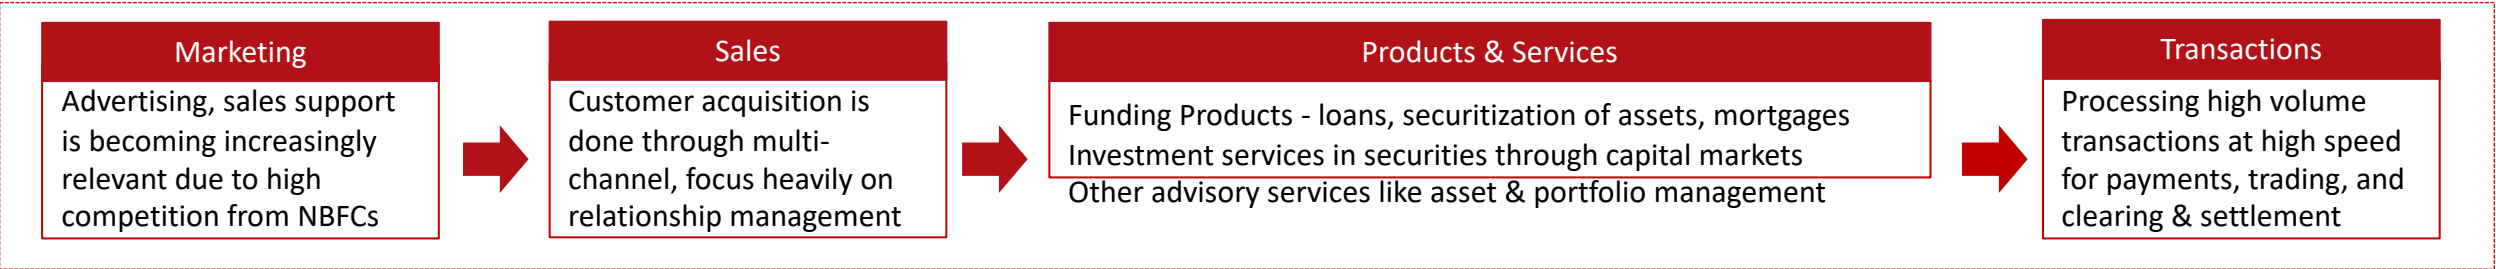 Marketing
Advertising, sales support
is becoming increasingly
relevant due to high
competition from NBFCs
Sales
Customer acquisition is
done through multi-
channel, focus heavily on
relationship management
Products & Services
Funding Products - loans, securitization of assets, mortgages
Investment services in securities through capital markets
Other advisory services like asset & portfolio management
Transactions
Processing high volume
transactions at high speed
for payments, trading, and
clearing & settlement